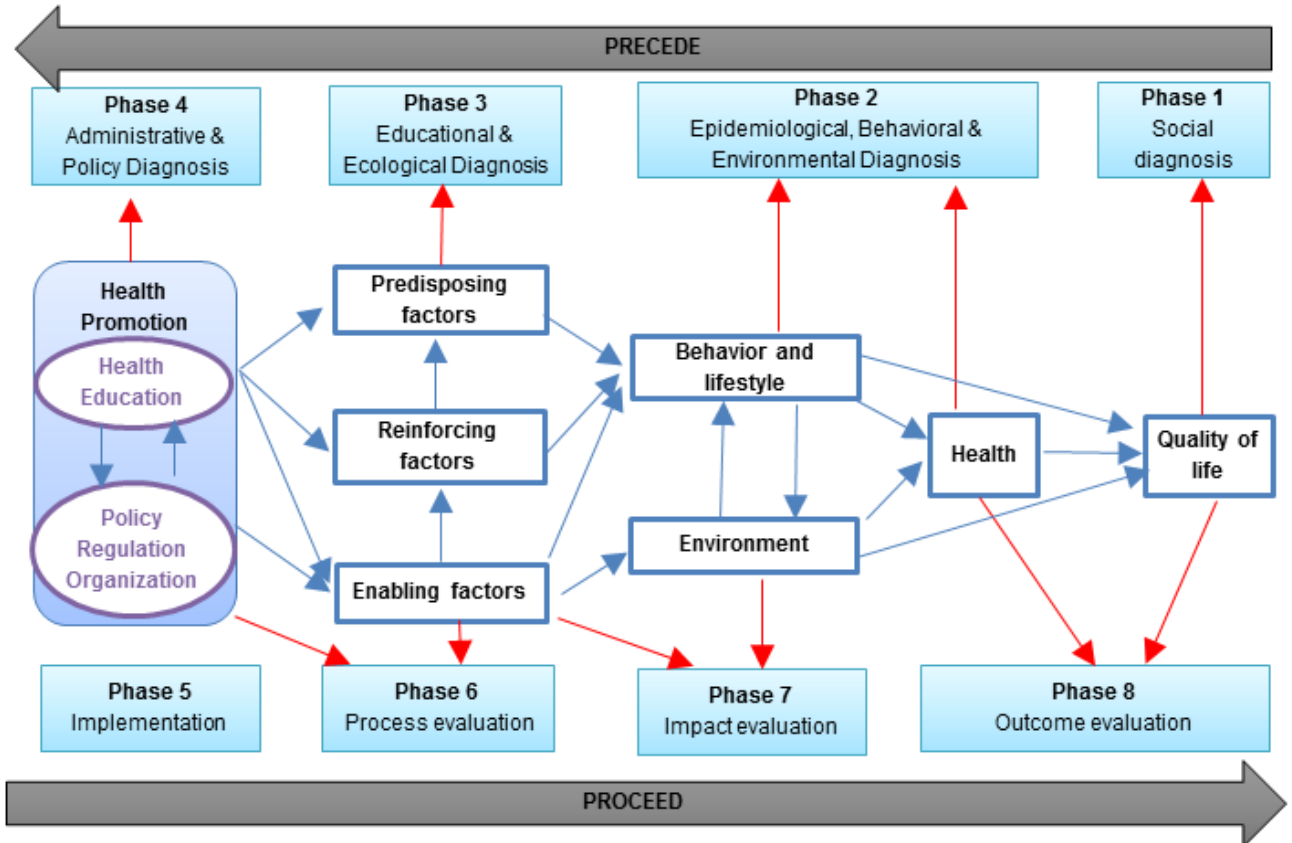 PRECEDE
Phase 4
Administrative &
Policy Diagnosis
Phase 3
Educational &
Ecological Diagnosis
Phase 2
Epidemiological, Behavioral &
Environmental Diagnosis
Phase 1
Social
diagnosis
Health
Promotion
Health
Education
Policy
Regulation
Organization
Predisposing
factors
Reinforcing
factors
Enabling factors
Behavior and
lifestyle
Environment
Health
Quality of
life
Phase 5
Implementation
Phase 6
Process evaluation
Phase 7
Impact evaluation
Phase 8
Outcome evaluation
PROCEED